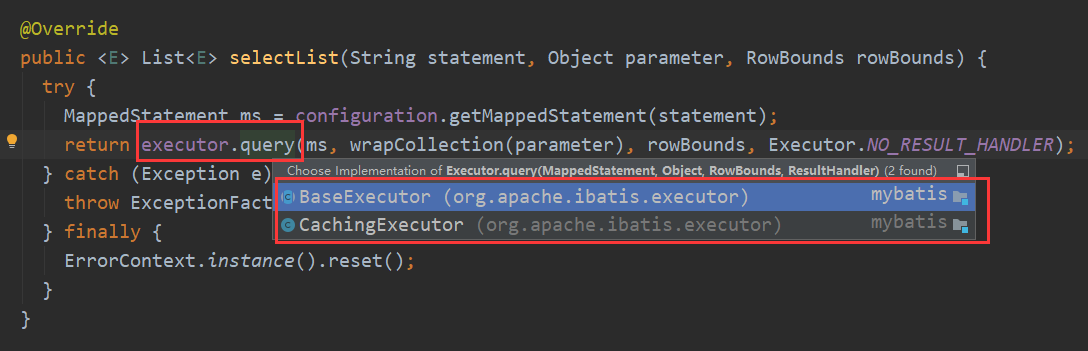 @Override
public <E> List<E> selectList(String statement, Object parameter, RowBounds rowBounds) {
try {
MappedStatement ms = configuration.getMappedStatement(statement);
return executor.query(ms, wrapCollection(parameter), rowBounds, Executor.NO_RESULT_HANDLER);
} catch (Exception e)
Choose Implementation of Executor.query(MappedStatement, Object, RowBounds, ResultHandler) (2 found)
BaseExecutor (org.apache.ibatis.executor) mybatis
throw ExceptionFact
CachingExecutor (org.apache.ibatis.executor) mybatis
} finally {
ErrorContext.instance().reset();
}
}